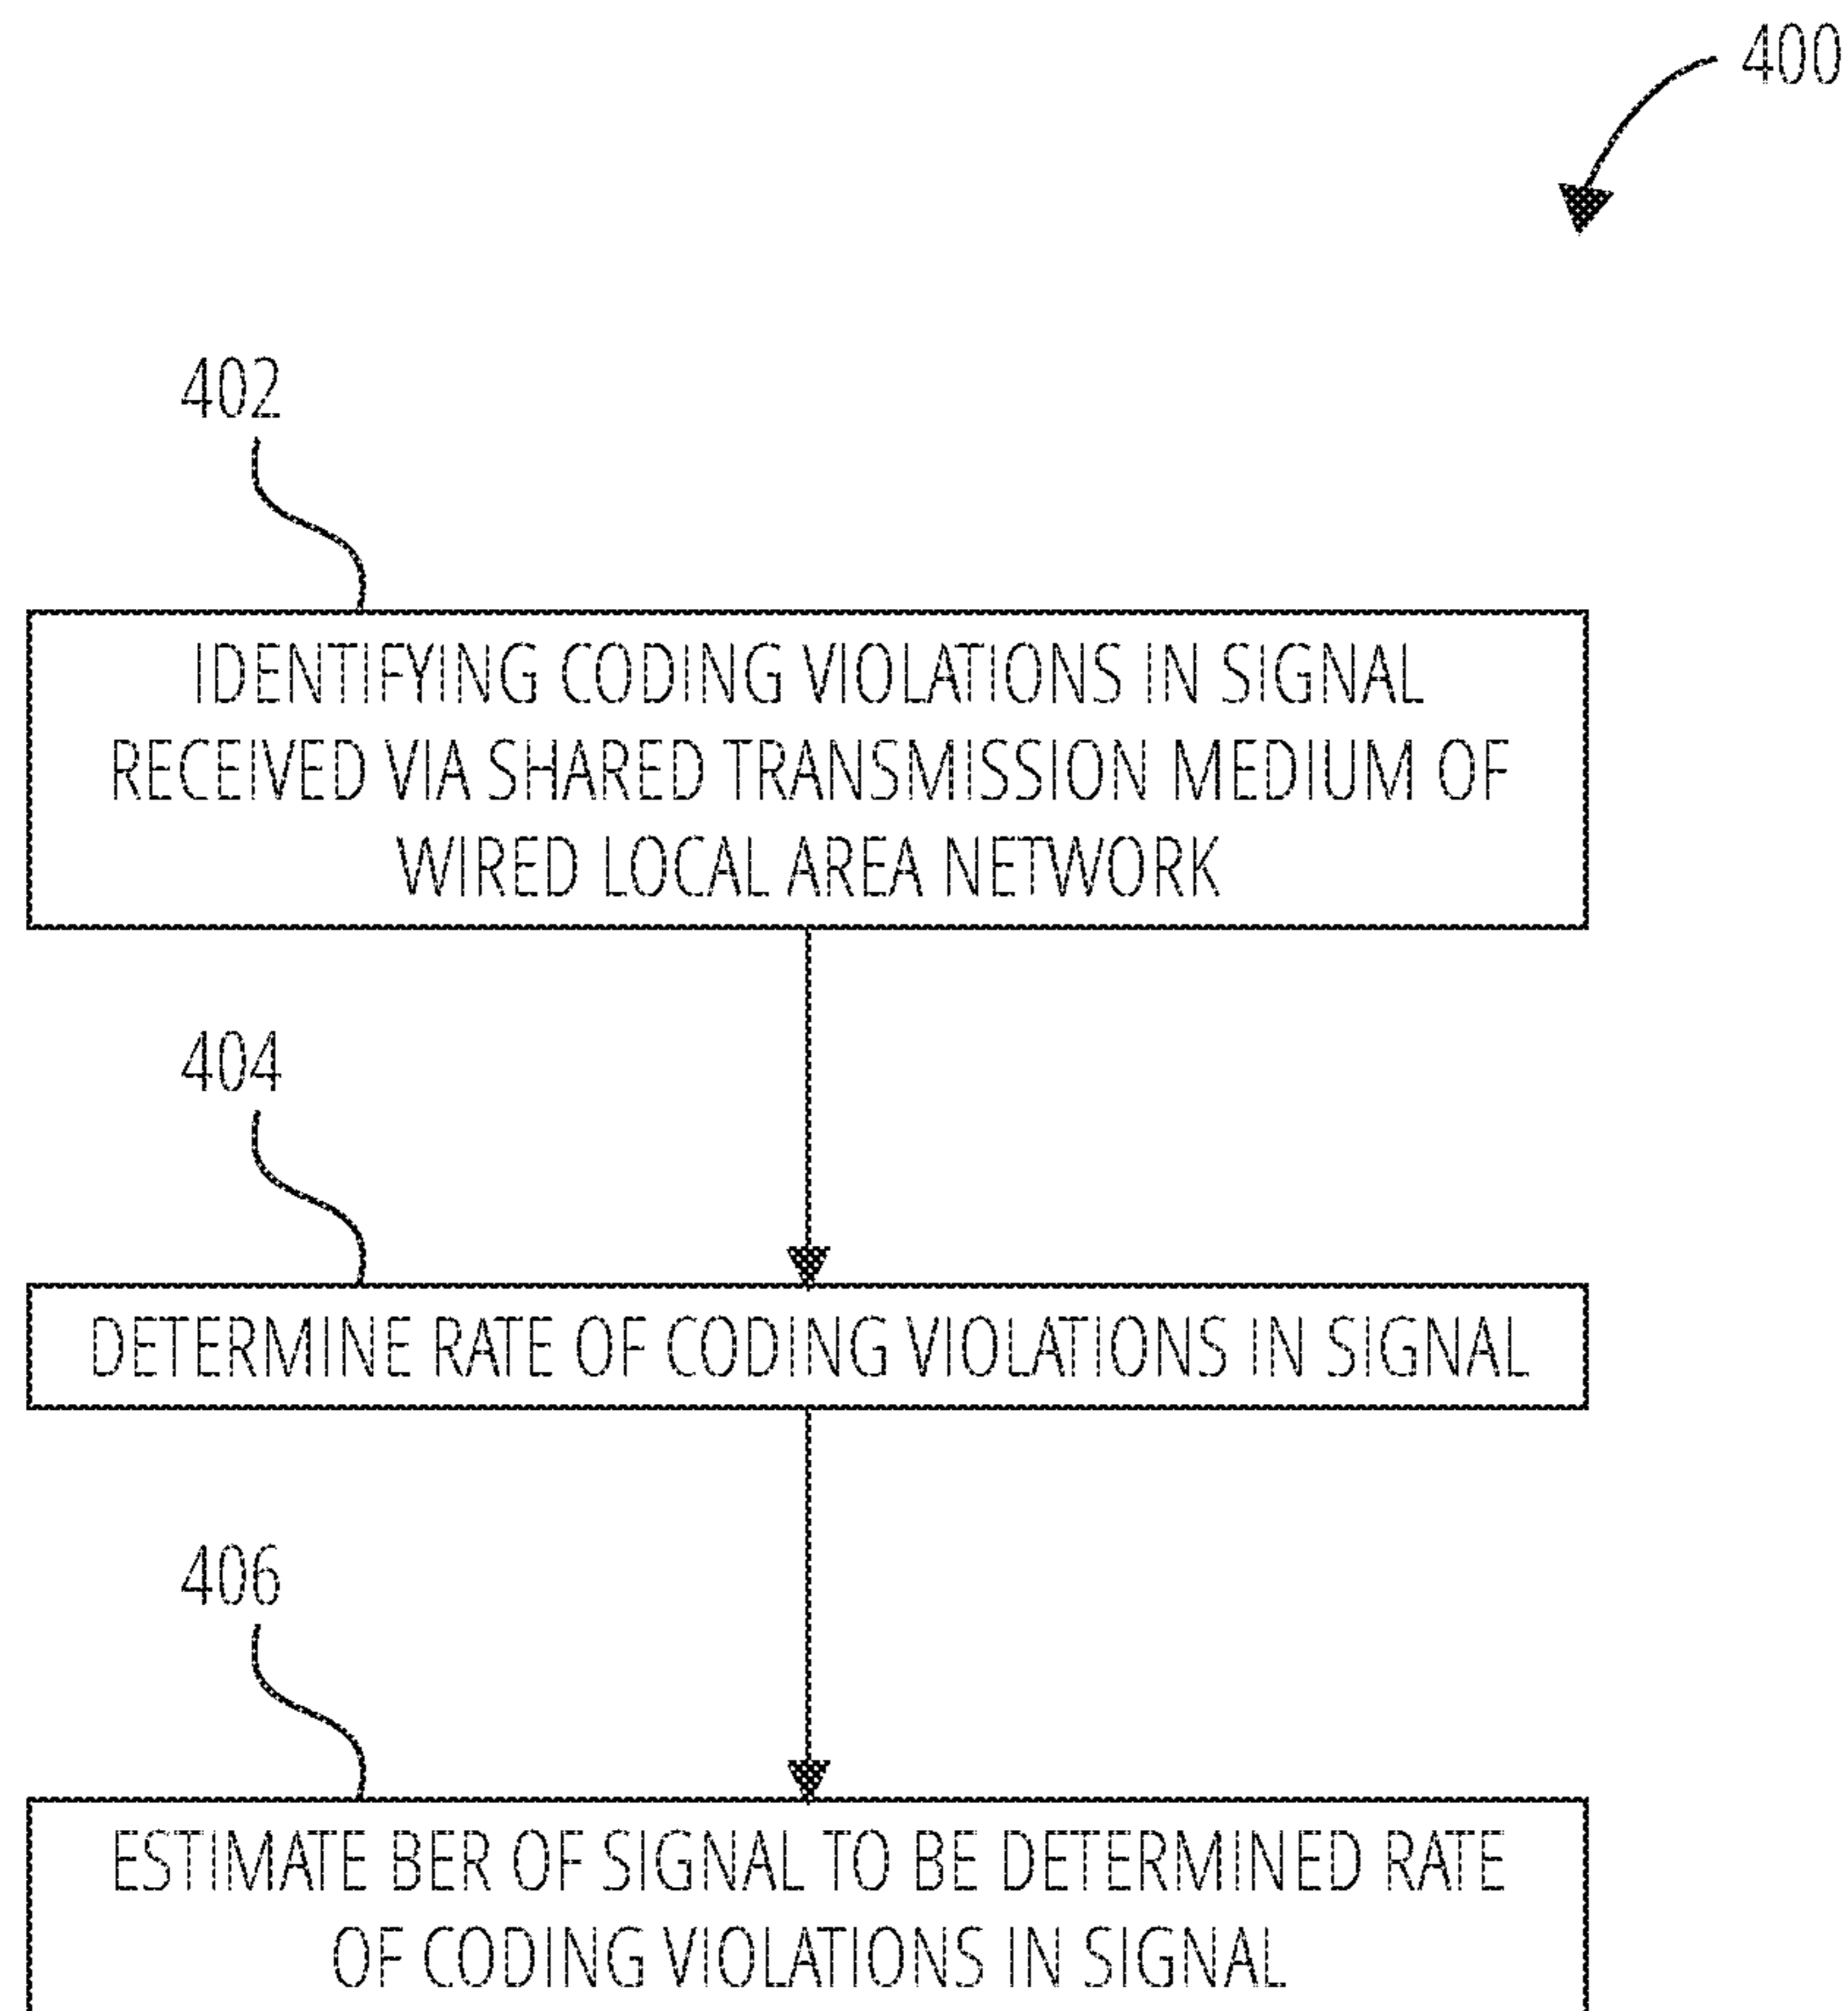 400
402
IDENTIFYING CODING VIOLATIONS IN SIGNAL
RECEIVED VIA SHARED TRANSMISSION MEDIUM OF
WIRED LOCAL AREA NETWORK
404
DETERMINE RATE OF CODING VIOLATIONS IN SIGNAL
406
ESTIMATE BER OF SIGNAL TO BE DETERMINED RATE
OF CODING VIOLATIONS IN SIGNAL